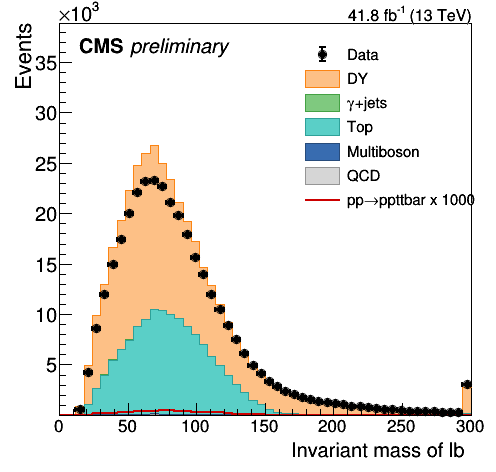 ×10³
41.8 fb⁻¹ (13 TeV)
CMS preliminary
Events
Data
DY
γ+jets
Top
Multiboson
QCD
pp→ppttbar x 1000
35
30
25
20
15
10
5
0
50
100
150
200
250
300
Invariant mass of lb